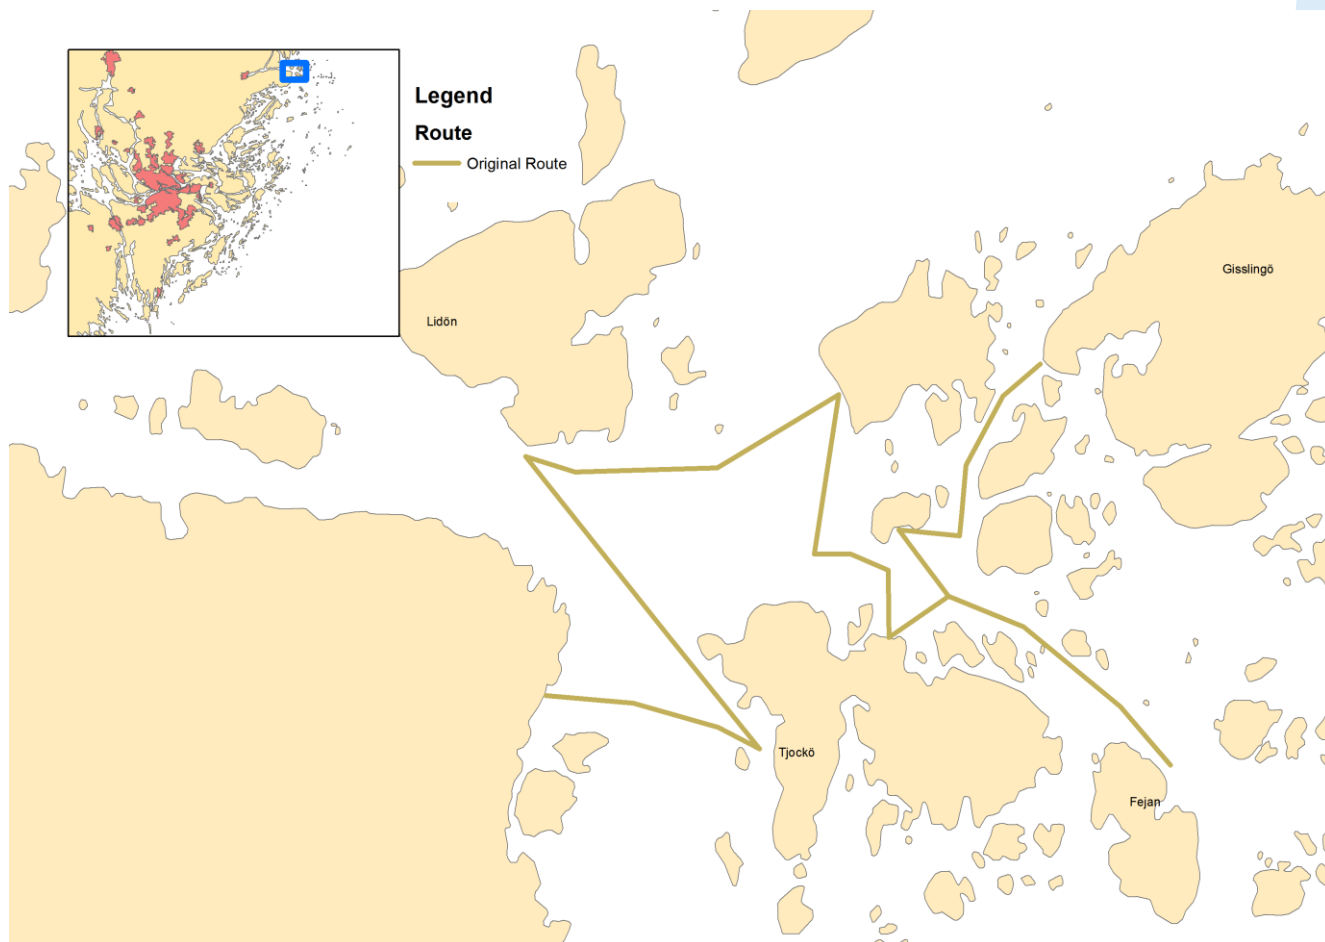 Legend
Route
Original Route
Gisslingö
Lidön
Tjockö
Fejan